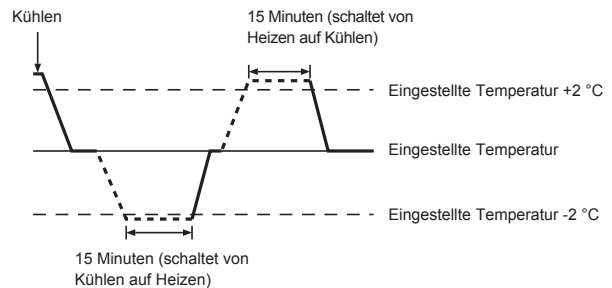 Kühlen
15 Minuten (schaltet von
Heizen auf Kühlen)
Eingestellte Temperatur +2 °C
Eingestellte Temperatur
Eingestellte Temperatur -2 °C
15 Minuten (schaltet von
Kühlen auf Heizen)